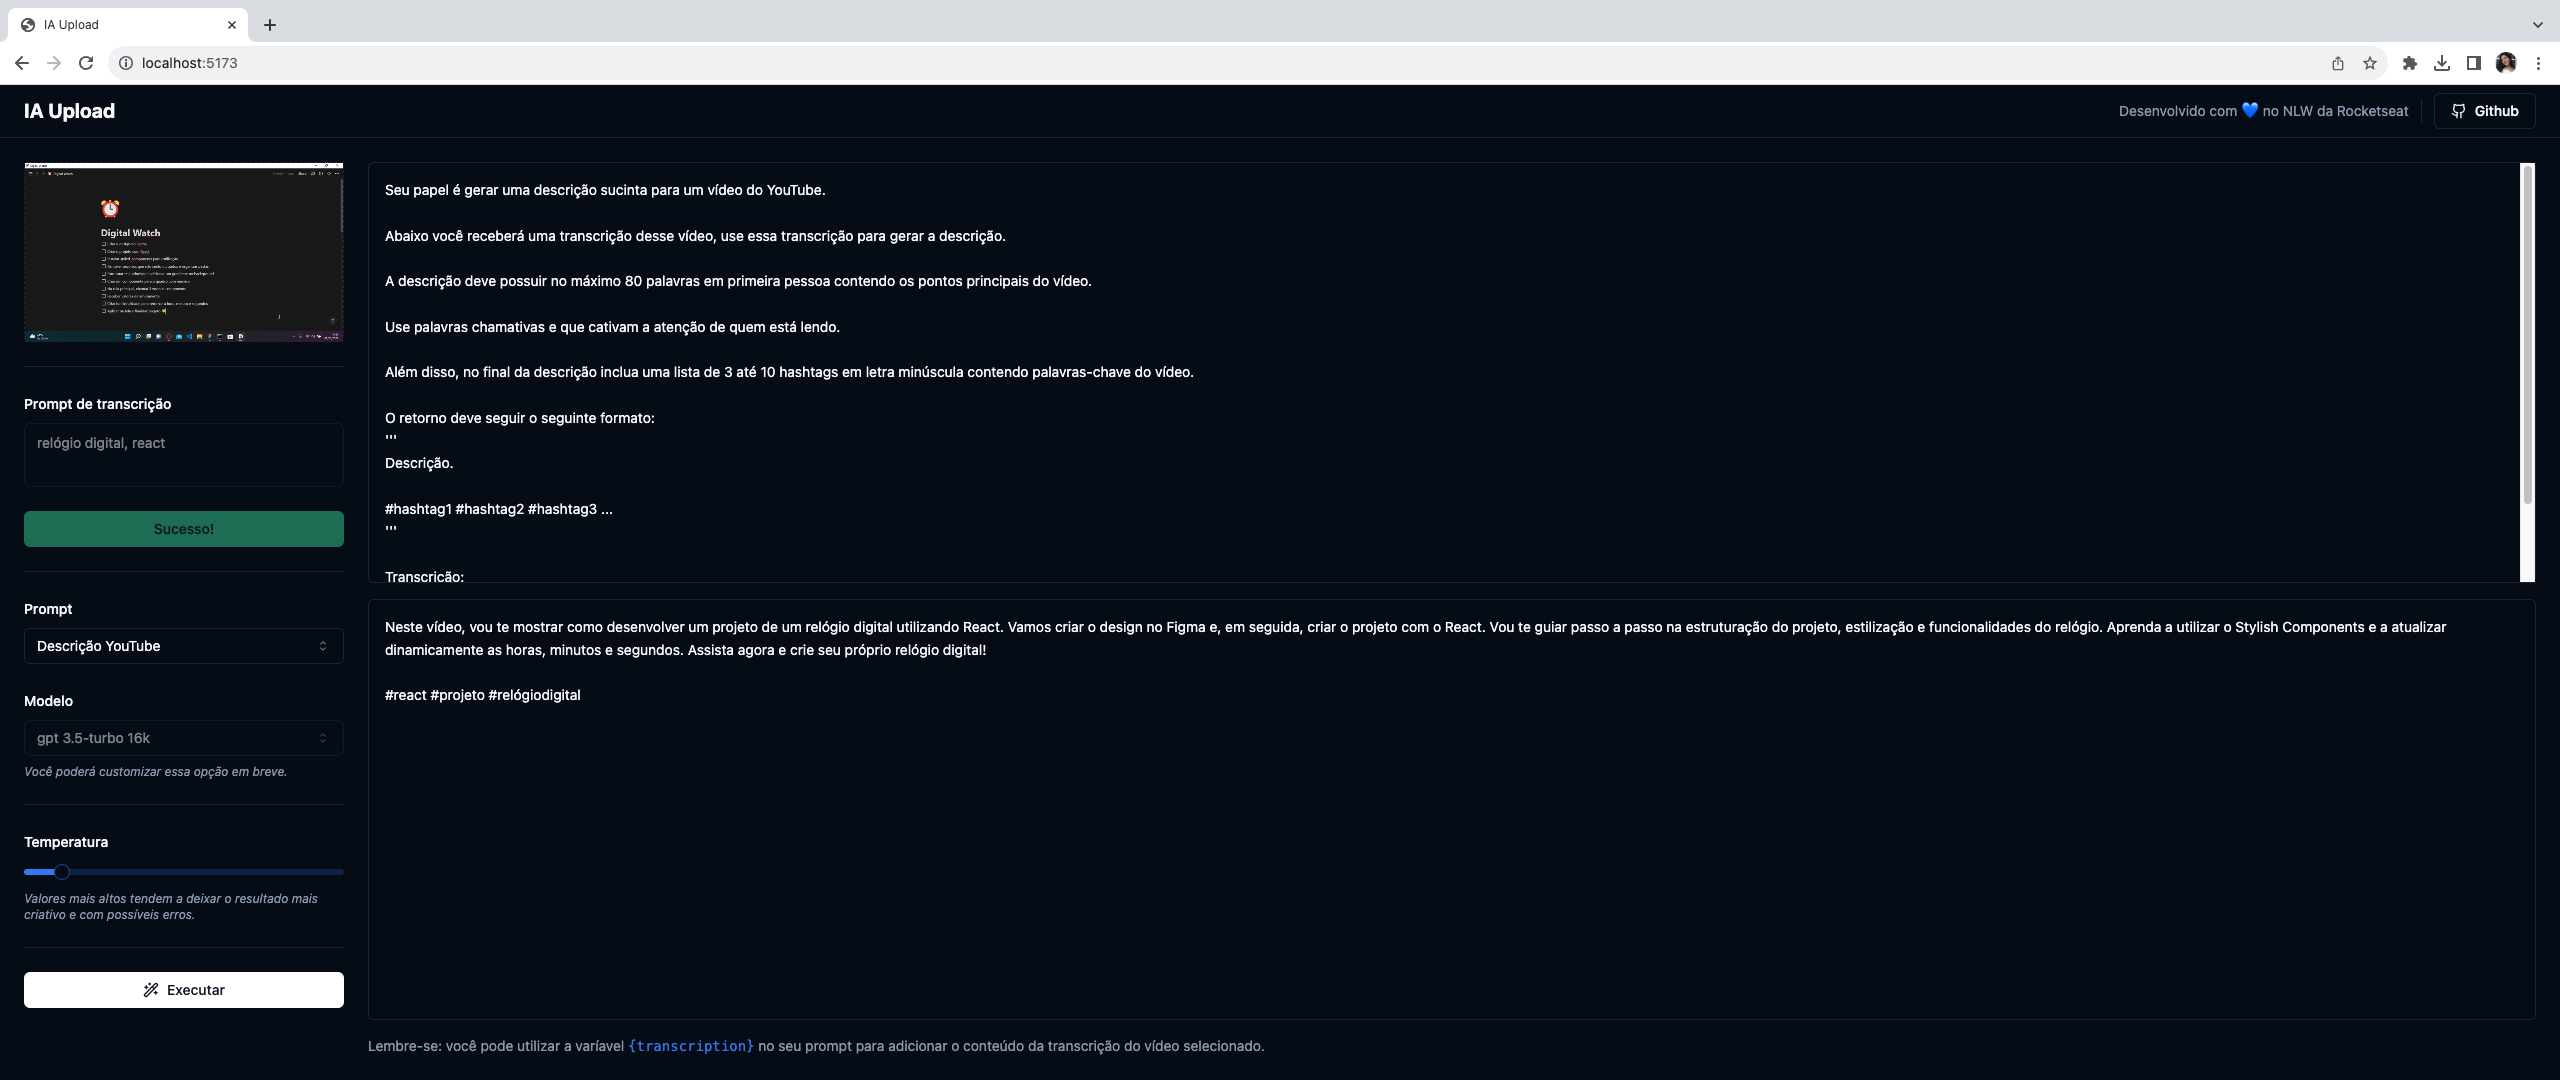 IA Upload
localhost:5173
IA Upload
Desenvolvido com 💙 no NLW da Rocketseat
Github
Digital Watch
Prompt de transcrição
relógio digital, react
Sucesso!
Prompt
Descrição YouTube
Modelo
gpt 3.5-turbo 16k
Você poderá customizar essa opção em breve.
Temperatura
Valores mais altos tendem a deixar o resultado mais
criativo e com possíveis erros.
Executar
Seu papel é gerar uma descrição sucinta para um vídeo do YouTube.
Abaixo você receberá uma transcrição desse vídeo, use essa transcrição para gerar a descrição.
A descrição deve possuir no máximo 80 palavras em primeira pessoa contendo os pontos principais do vídeo.
Use palavras chamativas e que cativam a atenção de quem está lendo.
Além disso, no final da descrição inclua uma lista de 3 até 10 hashtags em letra minúscula contendo palavras-chave do vídeo.
O retorno deve seguir o seguinte formato:
'''
Descrição.
#hashtag1 #hashtag2 #hashtag3 ...
'''
Transcrição:
Neste vídeo, vou te mostrar como desenvolver um projeto de um relógio digital utilizando React. Vamos criar o design no Figma e, em seguida, criar o projeto com o React. Vou te guiar passo a passo na estruturação do projeto, estilização e funcionalidades do relógio. Aprenda a utilizar o Stylish Components e a atualizar
dinamicamente as horas, minutos e segundos. Assista agora e crie seu próprio relógio digital!
#react #projeto #relógiodigital
Lembre-se: você pode utilizar a varíavel {transcription} no seu prompt para adicionar o conteúdo da transcrição do vídeo selecionado.